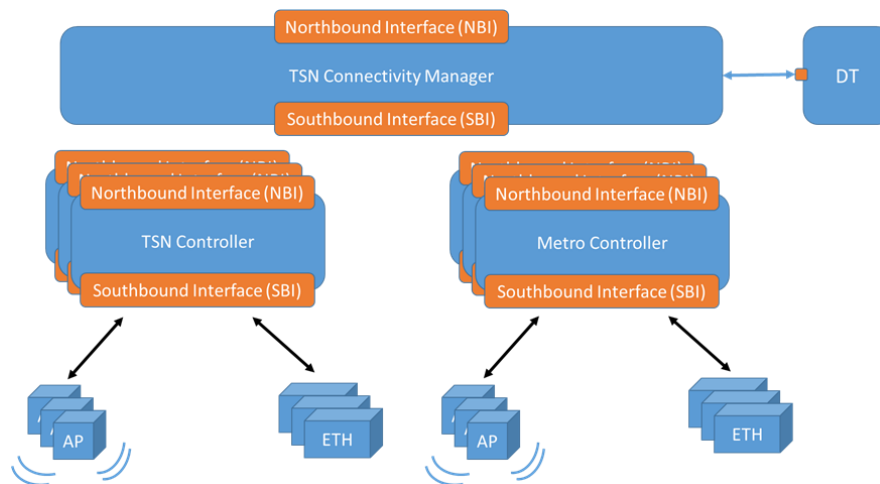 Northbound Interface (NBI)
TSN Connectivity Manager
DT
Southbound Interface (SBI)
Northbound Interface (NBI)
TSN Controller
Southbound Interface (SBI)
Northbound Interface (NBI)
Metro Controller
Southbound Interface (SBI)
AP
ETH
AP
ETH